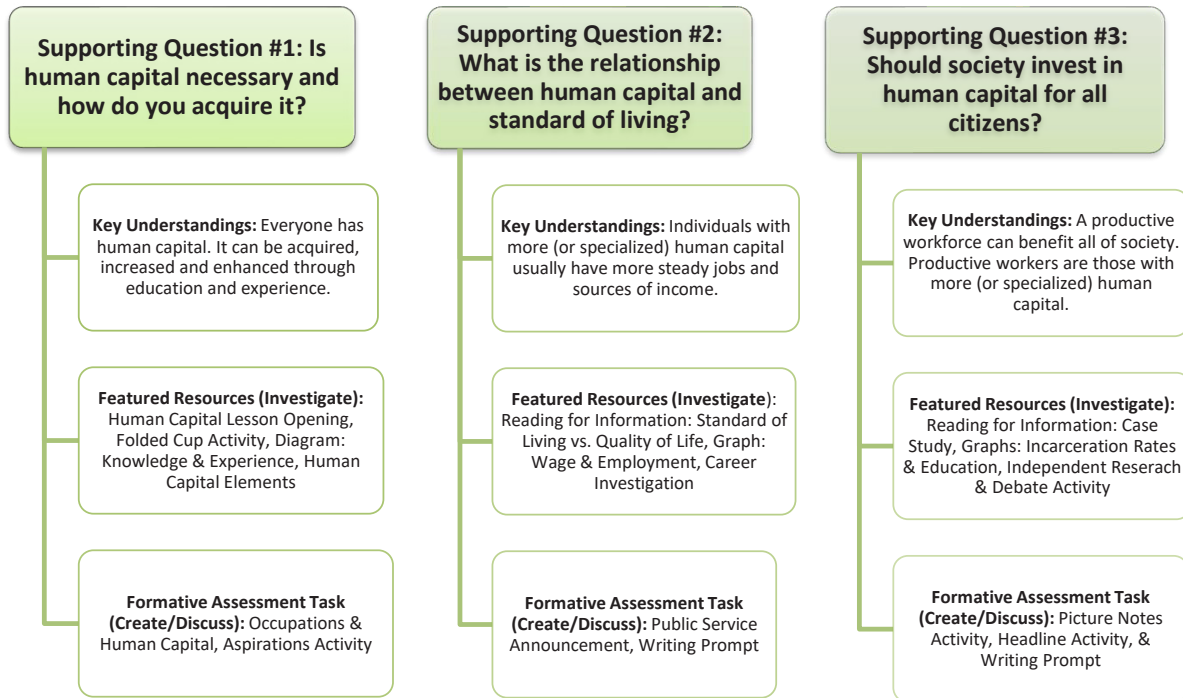 Supporting Question #1: Is
human capital necessary and
how do you acquire it?
Key Understandings: Everyone has
human capital. It can be acquired,
increased and enhanced through
education and experience.
Featured Resources (Investigate):
Human Capital Lesson Opening,
Folded Cup Activity, Diagram:
Knowledge & Experience, Human
Capital Elements
Formative Assessment Task
(Create/Discuss): Occupations &
Human Capital, Aspirations Activity
Supporting Question #2:
What is the relationship
between human capital and
standard of living?
Key Understandings: Individuals with
more (or specialized) human capital
usually have more steady jobs and
sources of income.
Featured Resources (Investigate):
Reading for Information: Standard of
Living vs. Quality of Life, Graph:
Wage & Employment, Career
Investigation
Formative Assessment Task
(Create/Discuss): Public Service
Announcement, Writing Prompt
Supporting Question #3:
Should society invest in
human capital for all
citizens?
Key Understandings: A productive
workforce can benefit all of society.
Productive workers are those with
more (or specialized) human
capital.
Featured Resources (Investigate):
Reading for Information: Case
Study, Graphs: Incarceration Rates
& Education, Independent Reserach
& Debate Activity
Formative Assessment Task
(Create/Discuss): Picture Notes
Activity, Headline Activity, &
Writing Prompt